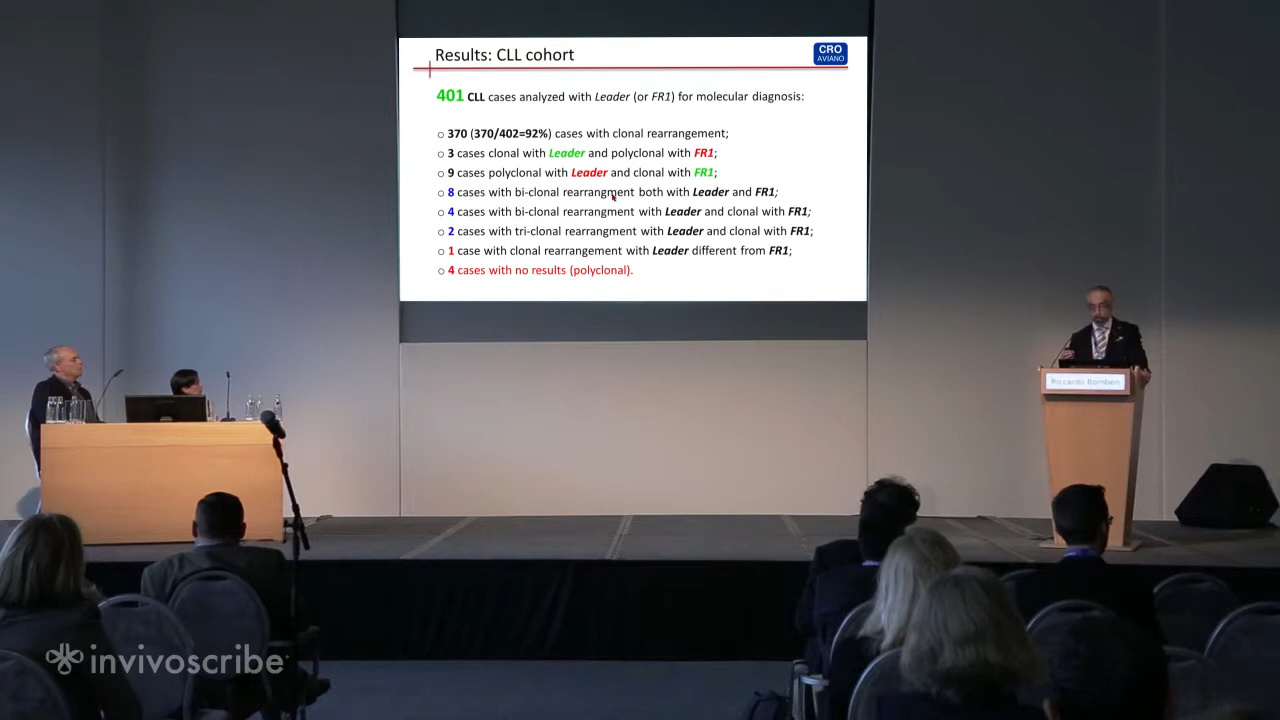 Results: CLL cohort
CRO
AVIANO
401 CLL cases analyzed with Leader (or FR1) for molecular diagnosis:
o 370 (370/402=92%) cases with clonal rearrangement;
o 3 cases clonal with Leader and polyclonal with FR1;
o 9 cases polyclonal with Leader and clonal with FR1;
o 8 cases with bi-clonal rearrangment both with Leader and FR1;
o 4 cases with bi-clonal rearrangment with Leader and clonal with FR1;
o 2 cases with tri-clonal rearrangment with Leader and clonal with FR1;
o 1 case with clonal rearrangement with Leader different from FR1;
o 4 cases with no results (polyclonal).
Riccardo Bomben
invivoscribe